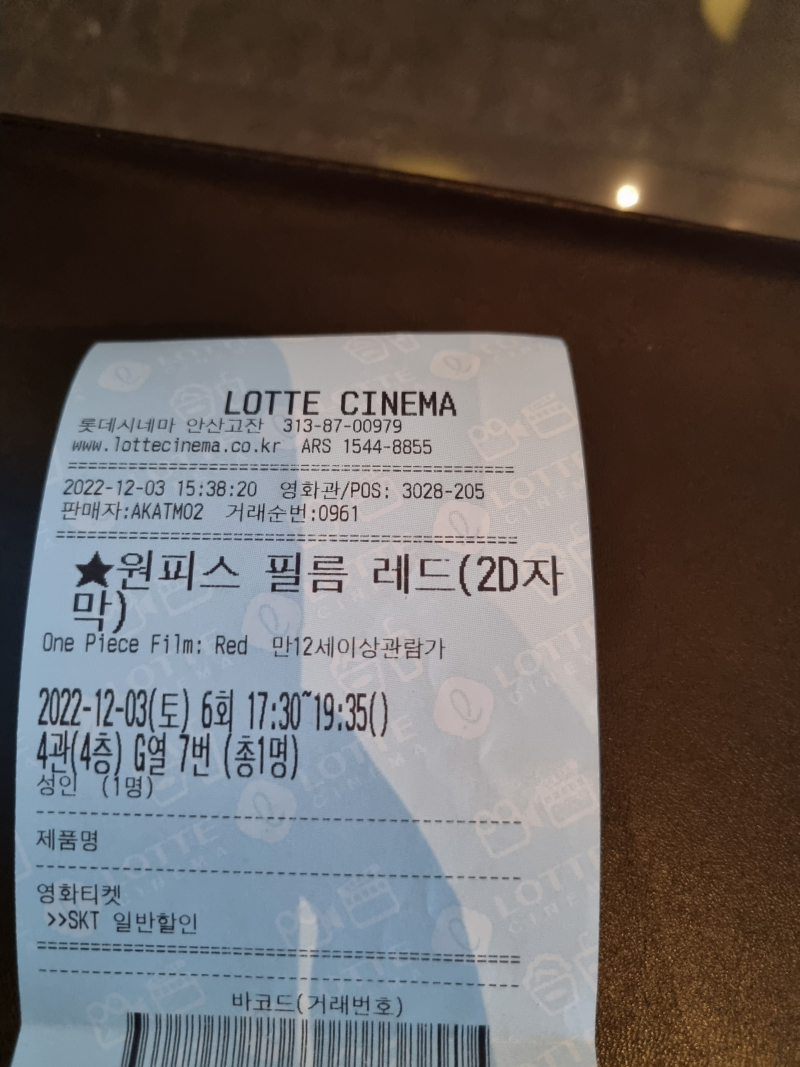 LOTTE CINEMA
롯데시네마 안산고잔 313-87-00979
www.lottecinema.co.kr ARS 1544-8855
2022-12-03 15:38:20 영화관/POS: 3028-205
판매자:AKATM02 거래순번:0961
★원피스 필름 레드(2D자
막)
One Piece Film: Red 만12세이상관람가
2022-12-03(토) 6회 17:30~19:35()
4관(4층) G열 7번 (총1명)
성인 (1명)
제품명
영화티켓
>>SKT 일반할인
바코드(거래번호)